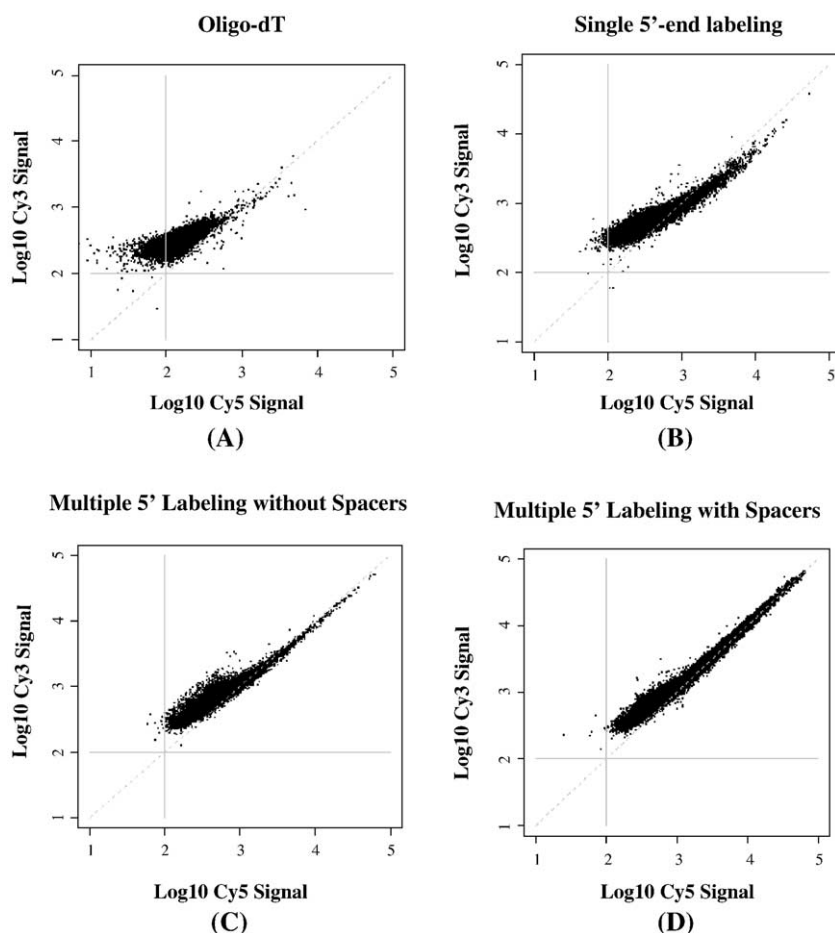 Oligo-dT
5
4
3
2
1
Log10 Cy3 Signal
1 2 3 4 5
Log10 Cy5 Signal
(A)
Single 5’-end labeling
5
4
3
2
1
Log10 Cy3 Signal
1 2 3 4 5
Log10 Cy5 Signal
(B)
Multiple 5’ Labeling without Spacers
5
4
3
2
1
Log10 Cy3 Signal
1 2 3 4 5
Log10 Cy5 Signal
(C)
Multiple 5’ Labeling with Spacers
5
4
3
2
1
Log10 Cy3 Signal
1 2 3 4 5
Log10 Cy5 Signal
(D)